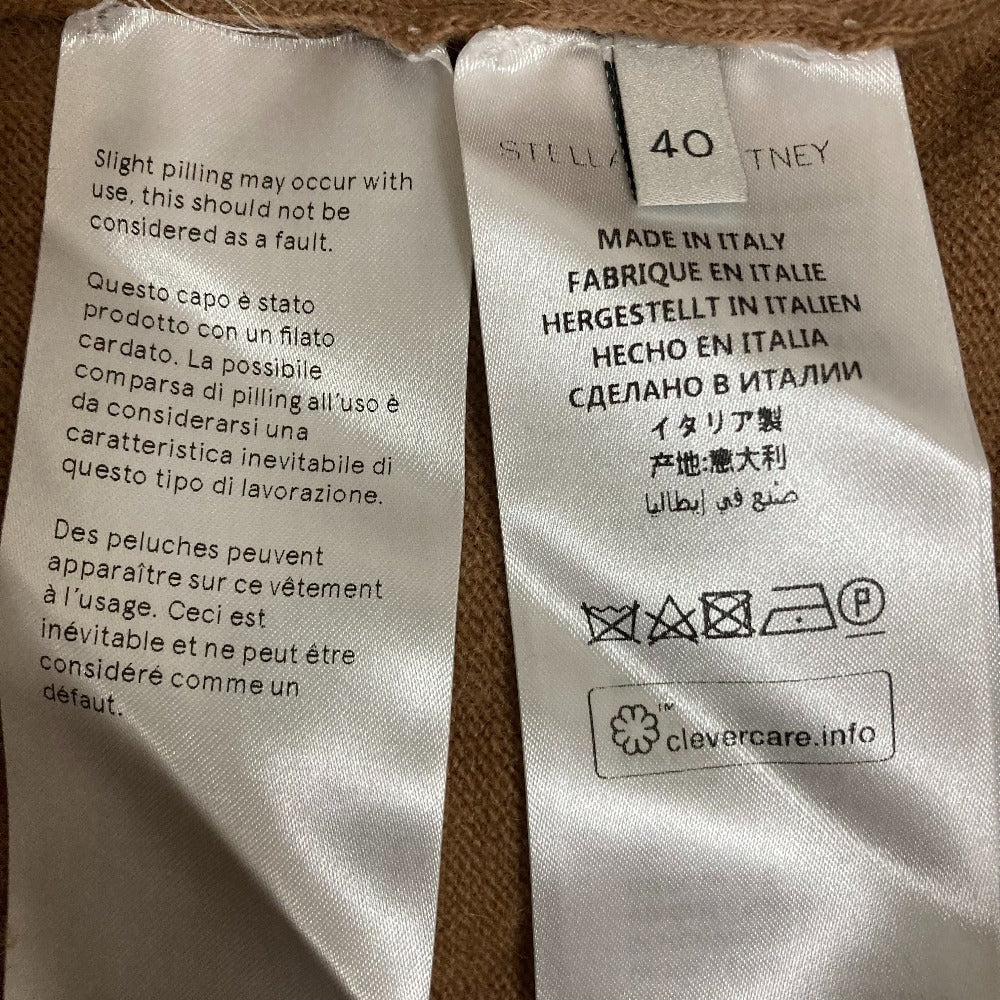 Slight pilling may occur with
use, this should not be
considered as a fault.
Questo capo è stato
prodotto con un filato
cardato. La possibile
comparsa di pilling all'uso è
da considerarsi una
caratteristica inevitabile di
questo tipo di lavorazione.
Des peluches peuvent
apparaître sur ce vêtement
à l'usage. Ceci est
inévitable et ne peut être
considéré comme un
défaut.
40
MADE IN ITALY
FABRIQUE EN ITALIE
HERGESTELLT IN ITALIEN
HECHO EN ITALIA
СДЕЛАНО В ИТАЛИИ
イタリア製
产地:意大利
صنع في إيطاليا
P
clevercare.info
TM